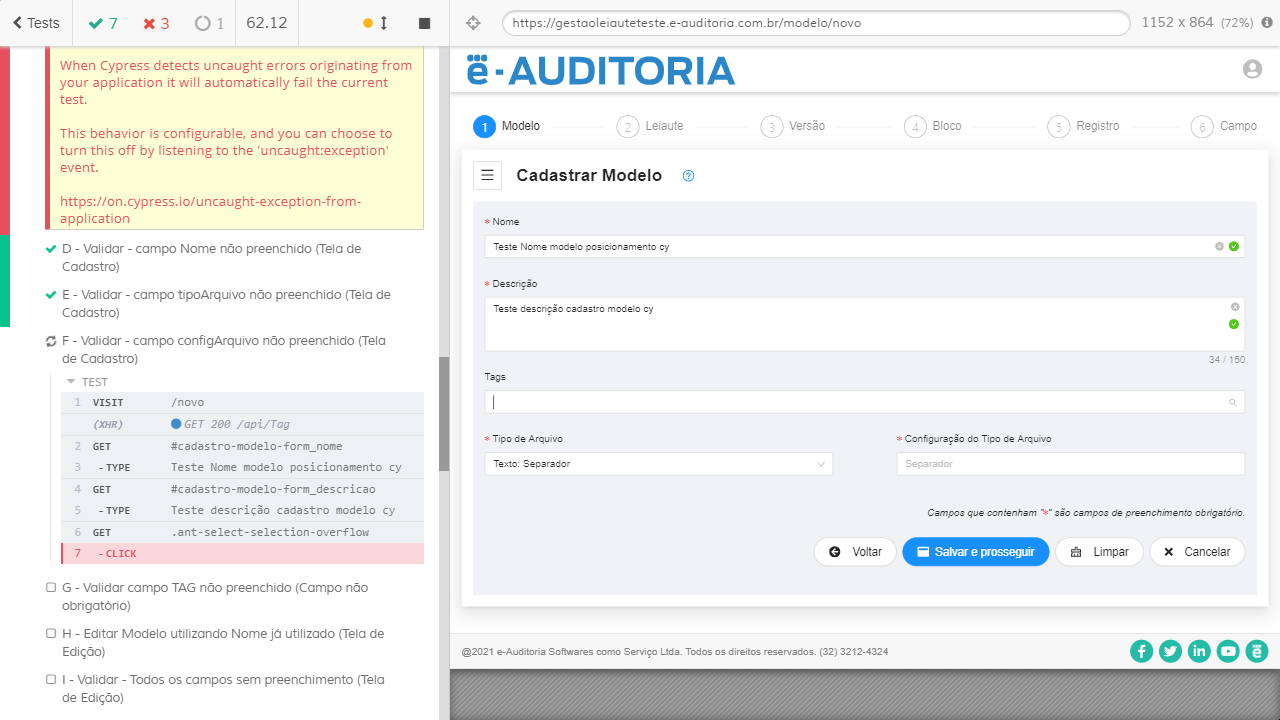 Tests
7
3
1
62.12
https://gestaoleiauteteste.e-auditoria.com.br/modelo/novo
1152 x 864 (72%)
When Cypress detects uncaught errors originating from
your application it will automatically fail the current
test.
This behavior is configurable, and you can choose to
turn this off by listening to the 'uncaught:exception'
event.
https://on.cypress.io/uncaught-exception-from-
application
D - Validar - campo Nome não preenchido (Tela de
Cadastro)
E - Validar - campo tipoArquivo não preenchido (Tela de
Cadastro)
F - Validar - campo configArquivo não preenchido (Tela
de Cadastro)
TEST
1 VISIT /novo
(XHR) GET 200 /api/Tag
2 GET #cadastro-modelo-form_nome
3 -TYPE Teste Nome modelo posicionamento cy
4 GET #cadastro-modelo-form_descricao
5 -TYPE Teste descrição cadastro modelo cy
6 GET .ant-select-selection-overflow
7 -CLICK
G - Validar campo TAG não preenchido (Campo não
obrigatório)
H - Editar Modelo utilizando Nome já utilizado (Tela de
Edição)
I - Validar - Todos os campos sem preenchimento (Tela
de Edição)
ë-AUDITORIA
1 Modelo
2 Leiaute
3 Versão
4 Bloco
5 Registro
6 Campo
Cadastrar Modelo
* Nome
Teste Nome modelo posicionamento cy
* Descrição
Teste descrição cadastro modelo cy
34 / 150
Tags
* Tipo de Arquivo
Texto: Separador
* Configuração do Tipo de Arquivo
Separador
Campos que contenham "*" são campos de preenchimento obrigatório.
Voltar
Salvar e prosseguir
Limpar
Cancelar
@2021 e-Auditoria Softwares como Serviço Ltda. Todos os direitos reservados. (32) 3212-4324